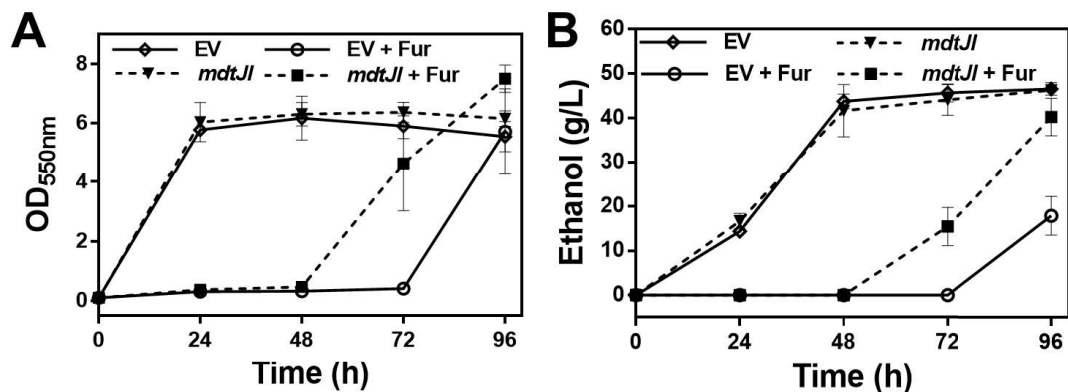 A
EV
EV + Fur
mdtJI
mdtJI + Fur
8
6
4
2
0
OD550nm
0 24 48 72 96
Time (h)
B
EV
mdtJI
EV + Fur
mdtJI + Fur
60
50
40
30
20
10
0
Ethanol (g/L)
0 24 48 72 96
Time (h)